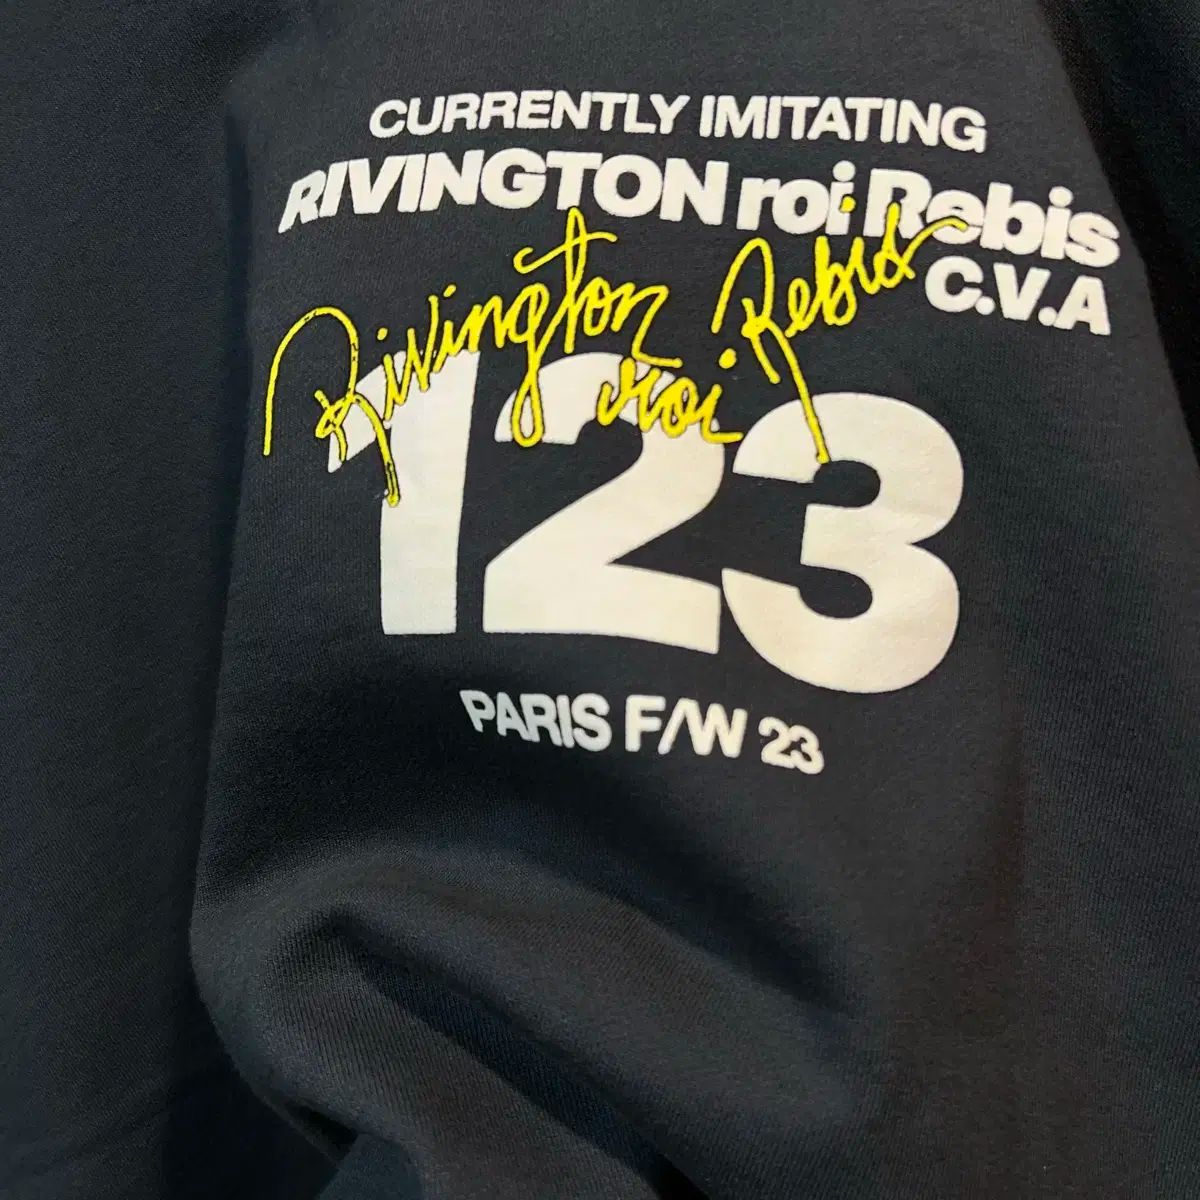 CURRENTLY IMITATING
RIVINGTON roi Rebis
C.V.A
Rivington
roi Rebis
123
PARIS F/W 23